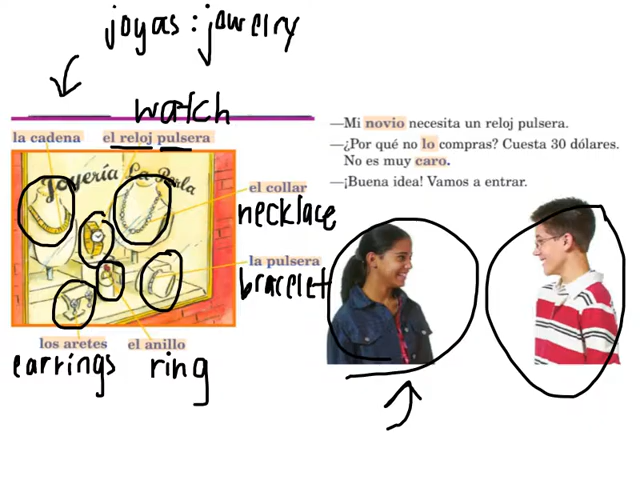 joyas : jewelry
watch
la cadena
el reloj pulsera
Joyería La Perla
el collar
necklace
la pulsera
bracelet
los aretes
el anillo
earrings
ring
—Mi novio necesita un reloj pulsera.
—¿Por qué no lo compras? Cuesta 30 dólares.
No es muy caro.
—¡Buena idea! Vamos a entrar.